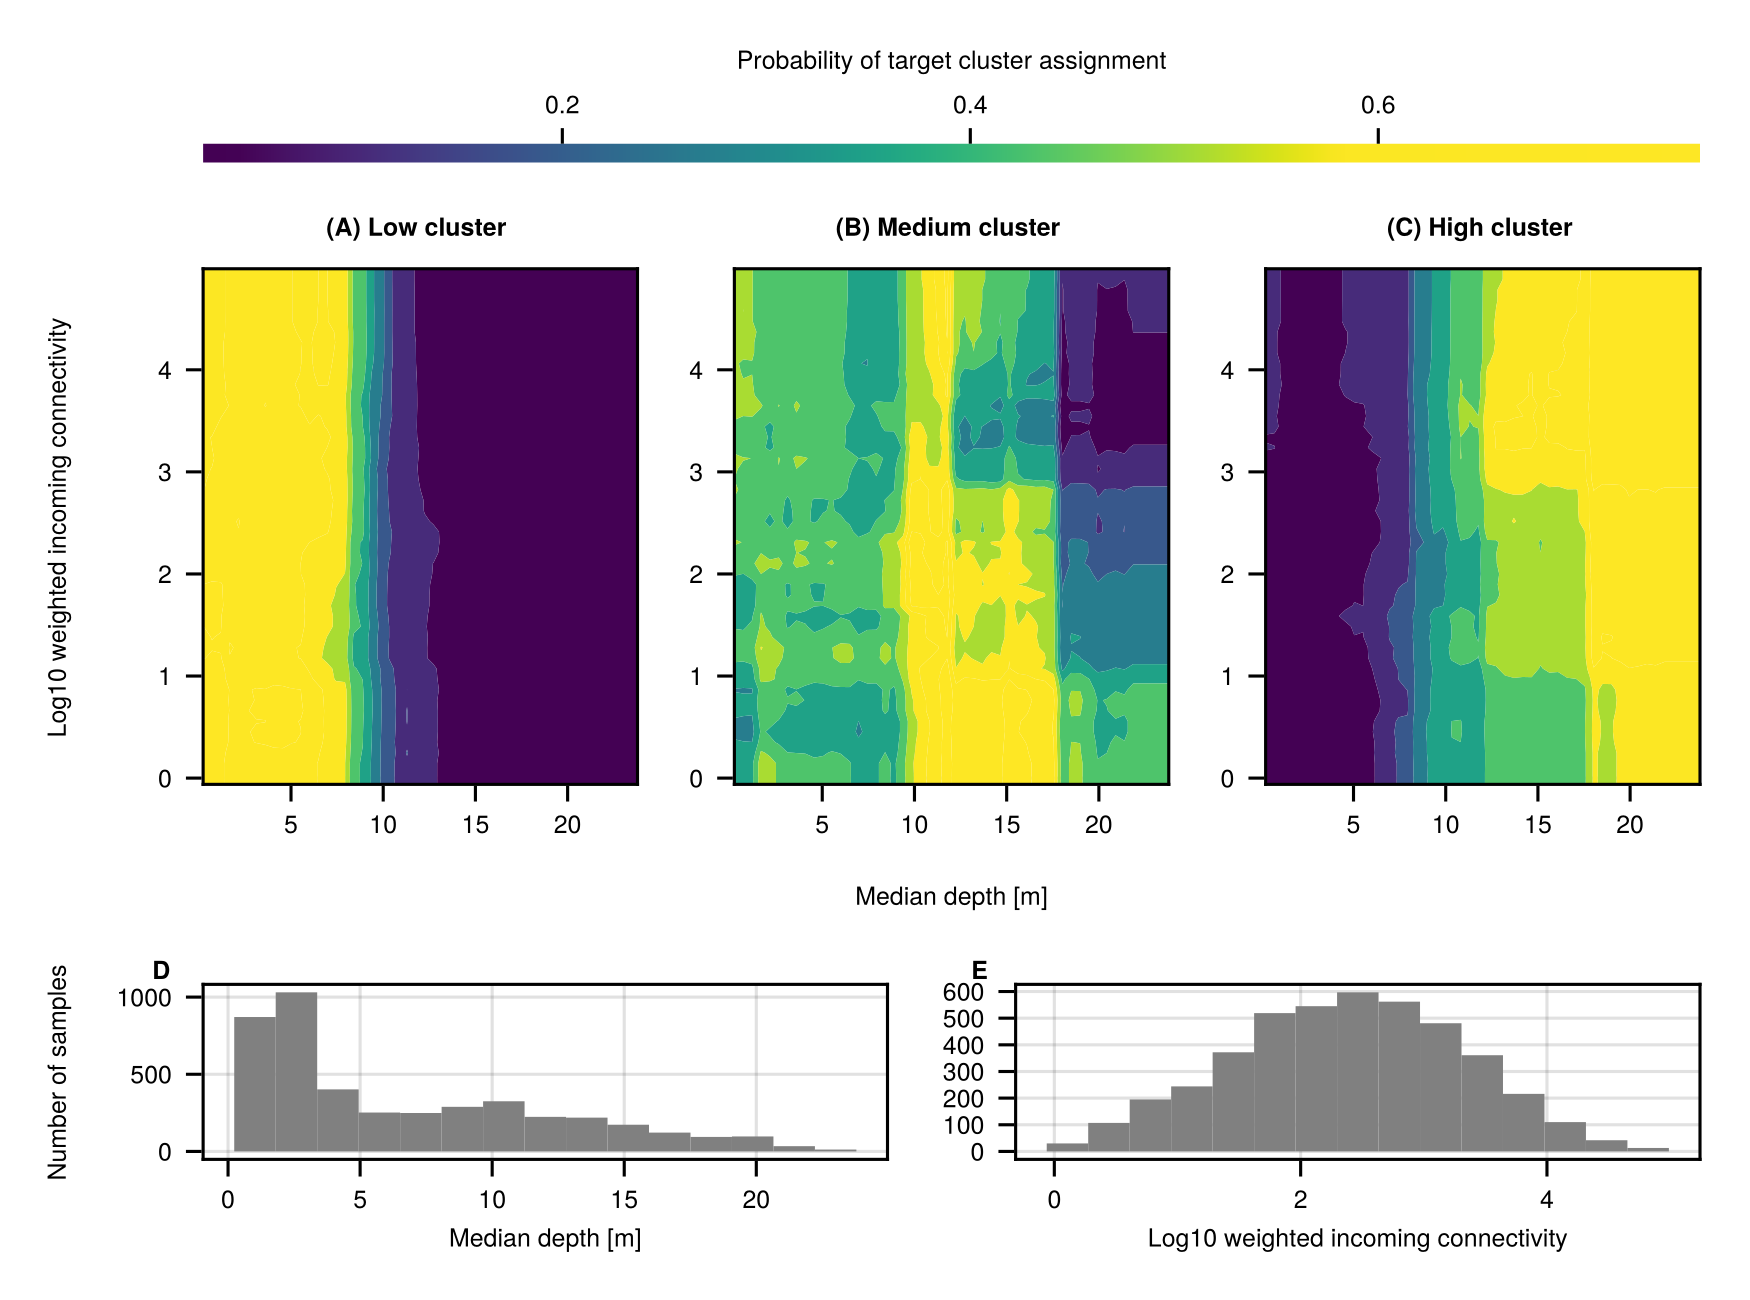 Probability of target cluster assignment
0.2 0.4 0.6
(A) Low cluster (B) Medium cluster (C) High cluster
Log10 weighted incoming connectivity
4 4 4
3 3 3
2 2 2
1 1 1
0 0 0
5 10 15 20 5 10 15 20 5 10 15 20
Median depth [m]
Number of samples
D
1000
500
0
0 5 10 15 20
Median depth [m]
E
600
500
400
300
200
100
0
0 2 4
Log10 weighted incoming connectivity